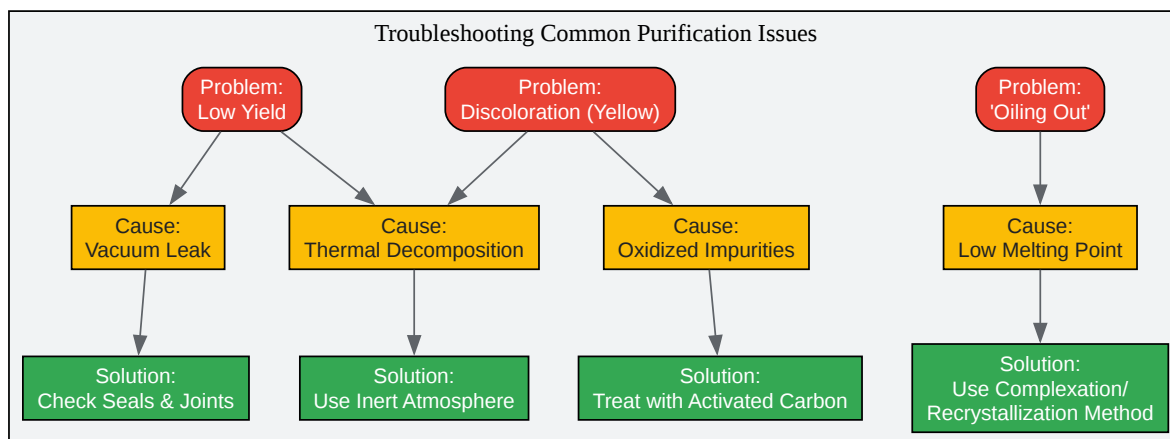 Troubleshooting Common Purification Issues
Problem:
Low Yield
Problem:
Discoloration (Yellow)
Problem:
'Oiling Out'
Cause:
Vacuum Leak
Cause:
Thermal Decomposition
Cause:
Oxidized Impurities
Cause:
Low Melting Point
Solution:
Check Seals & Joints
Solution:
Use Inert Atmosphere
Solution:
Treat with Activated Carbon
Solution:
Use Complexation/
Recrystallization Method